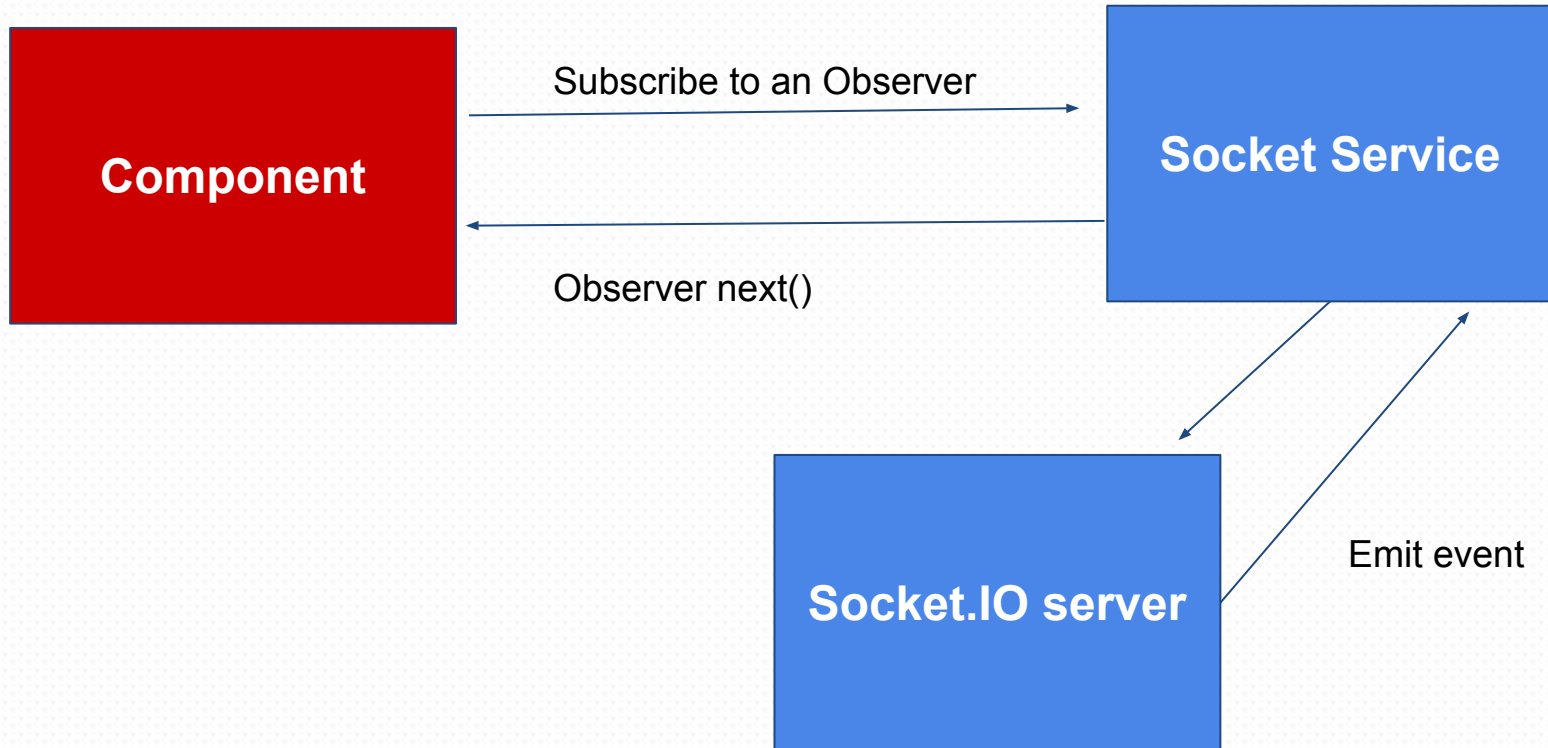 Subscribe to an Observer
Component
Socket Service
Observer next()
Emit event
Socket.IO server